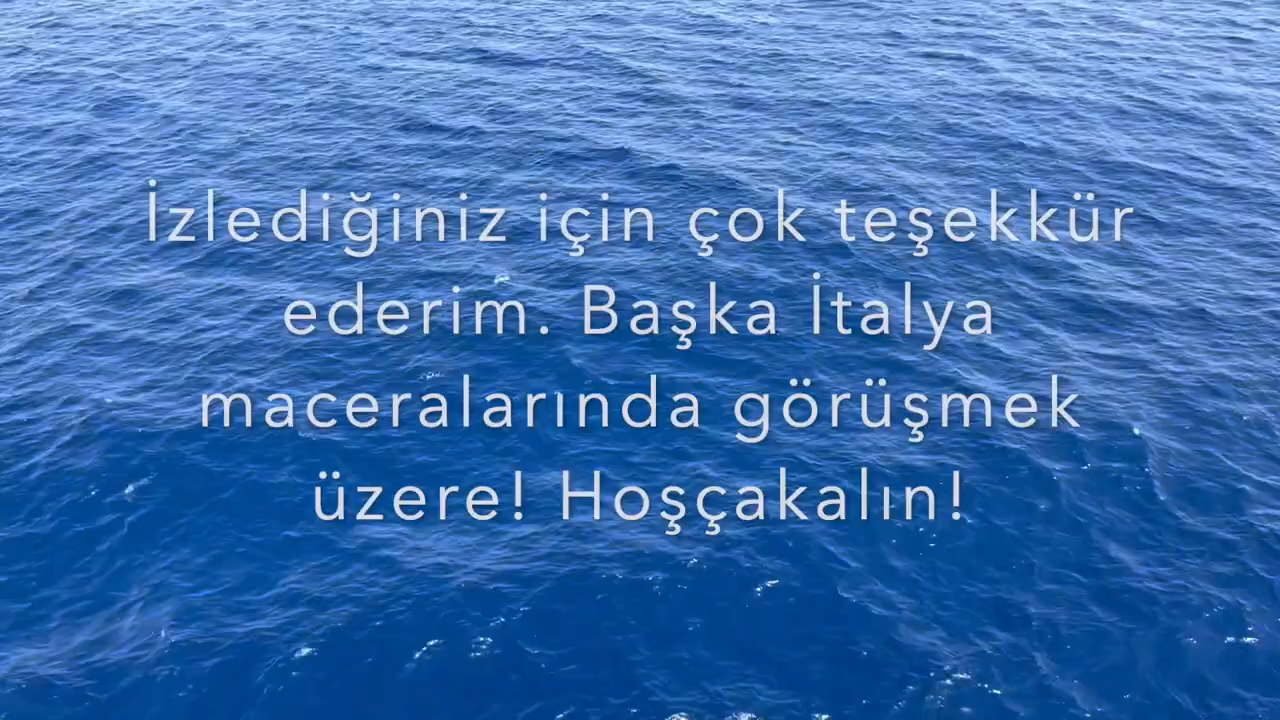 İzlediğiniz için çok teşekkür
ederim. Başka İtalya
maceralarında görüşmek
üzere! Hoşçakalın!